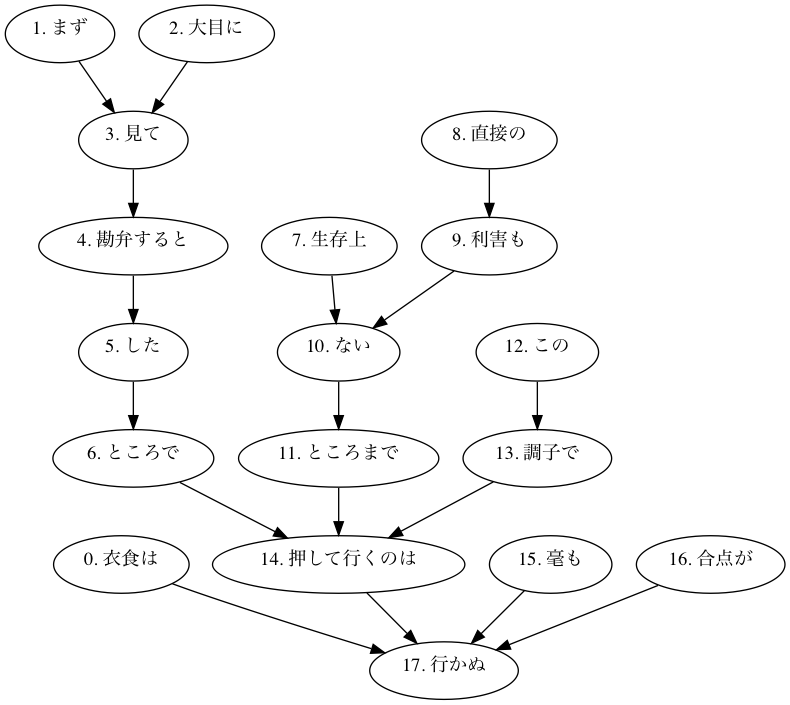 1. まず
2. 大目に
3. 見て
8. 直接の
4. 勘弁すると
7. 生存上
9. 利害も
5. した
10. ない
12. この
6. ところで
11. ところまで
13. 調子で
0. 衣食は
14. 押して行くのは
15. 毫も
16. 合点が
17. 行かぬ